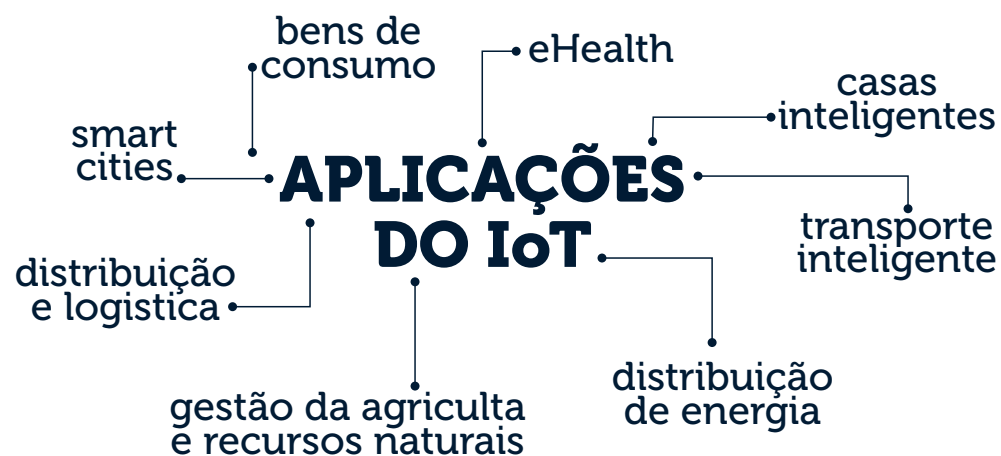 bens de
consumo
eHealth
casas
inteligentes
smart
cities
APLICAÇÕES
DO IoT
transporte
inteligente
distribuição
e logistica
distribuição
de energia
gestão da agriculta
e recursos naturais